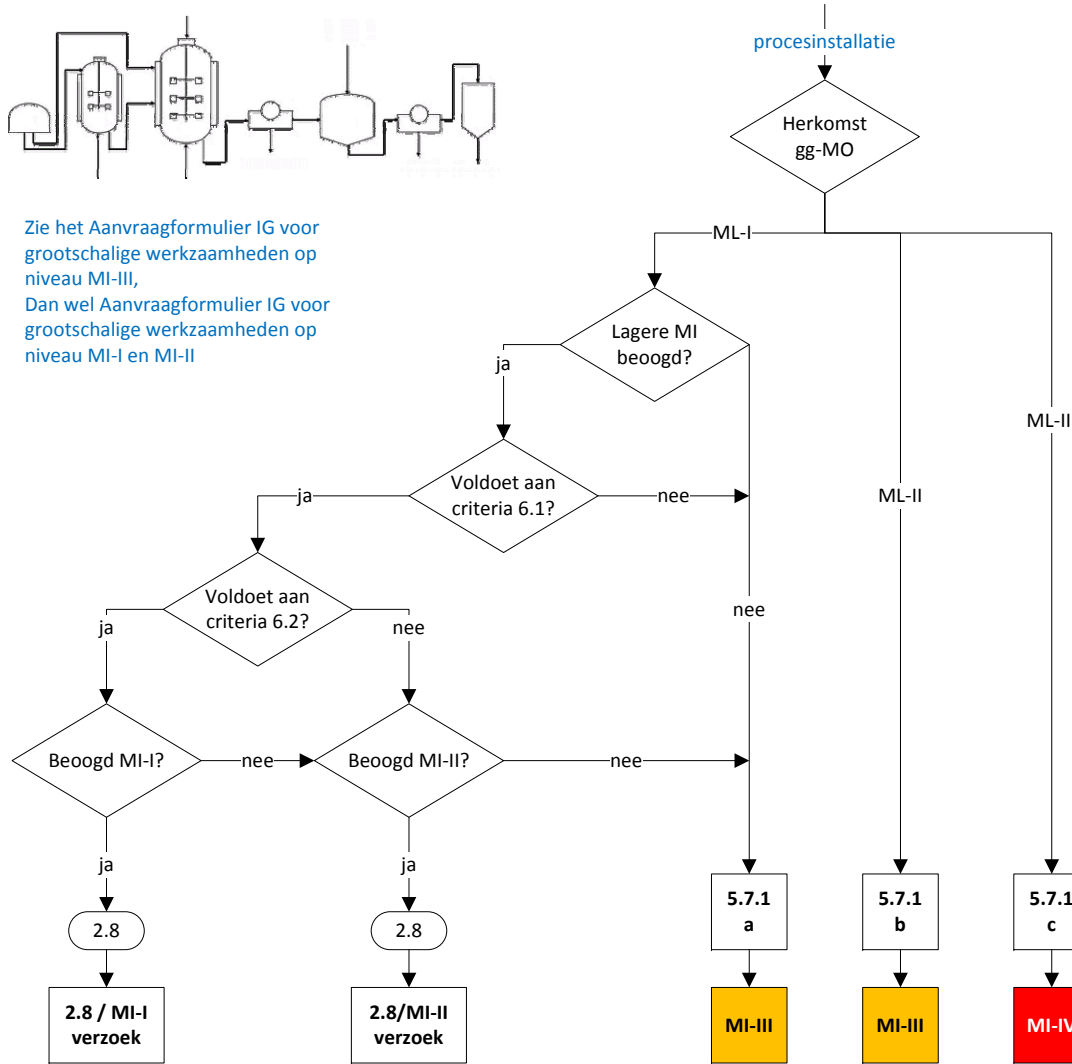 procesinstallatie
Herkomst
gg-MO
Zie het Aanvraagformulier IG voor
grootschalige werkzaamheden op
niveau MI-III,
Dan wel Aanvraagformulier IG voor
grootschalige werkzaamheden op
niveau MI-I en MI-II
ML-I
Lagere MI
beoogd?
ja
ML-II
ML-II
Voldoet aan
criteria 6.1?
ja
nee
Voldoet aan
criteria 6.2?
nee
ja
nee
Beoogd MI-I?
nee
Beoogd MI-II?
nee
ja
ja
2.8
2.8
5.7.1
a
5.7.1
b
5.7.1
c
2.8 / MI-I
verzoek
2.8/MI-II
verzoek
MI-III
MI-III
MI-IV